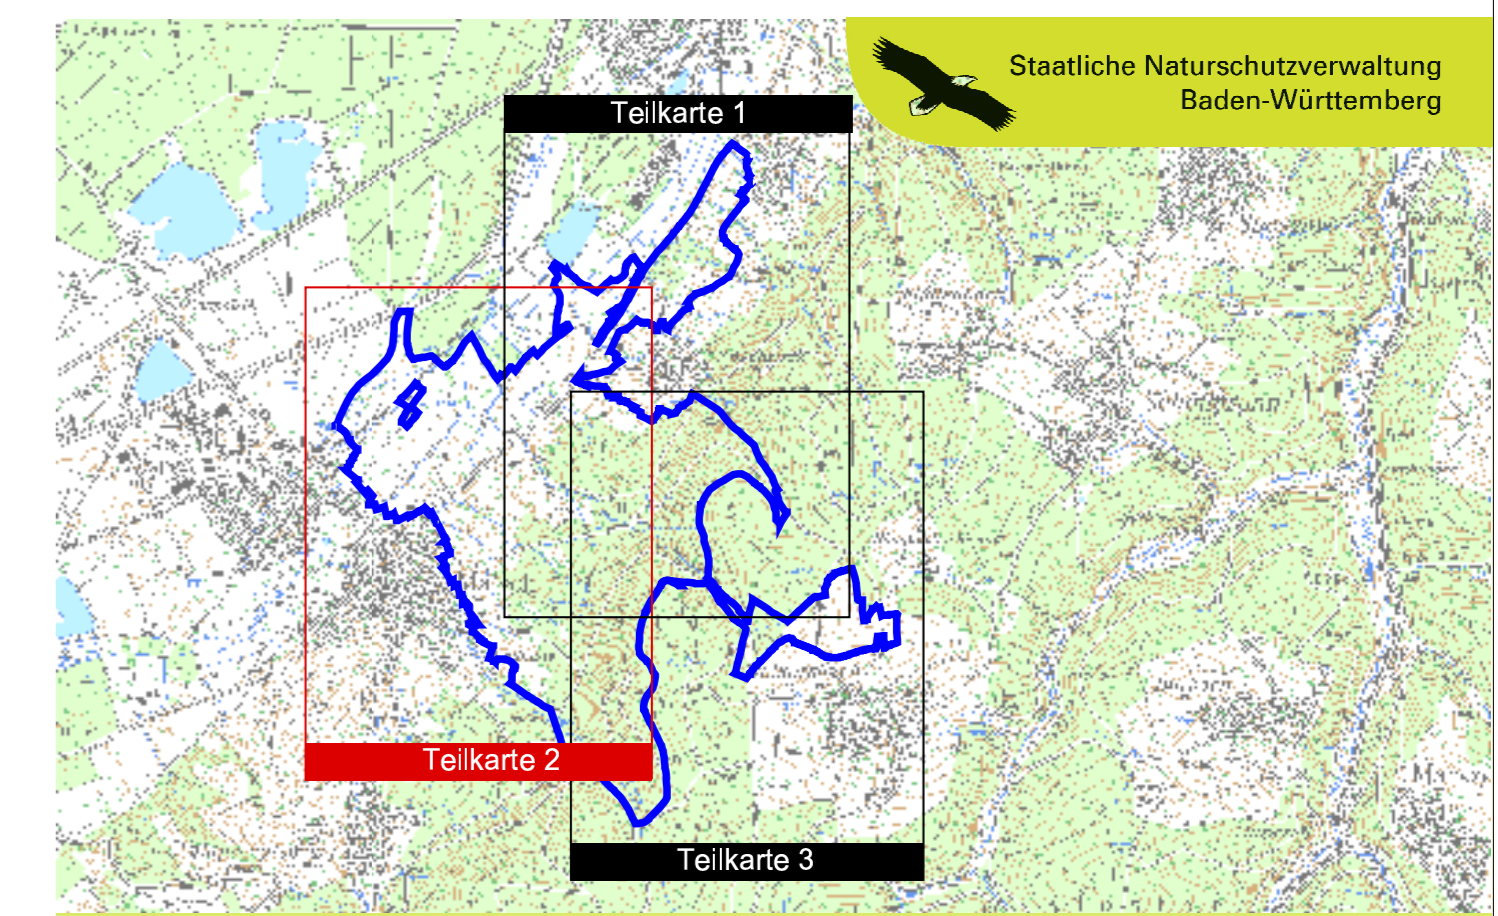 Staatliche Naturschutzverwaltung
Baden-Württemberg
Teilkarte 1
Teilkarte 2
Teilkarte 3